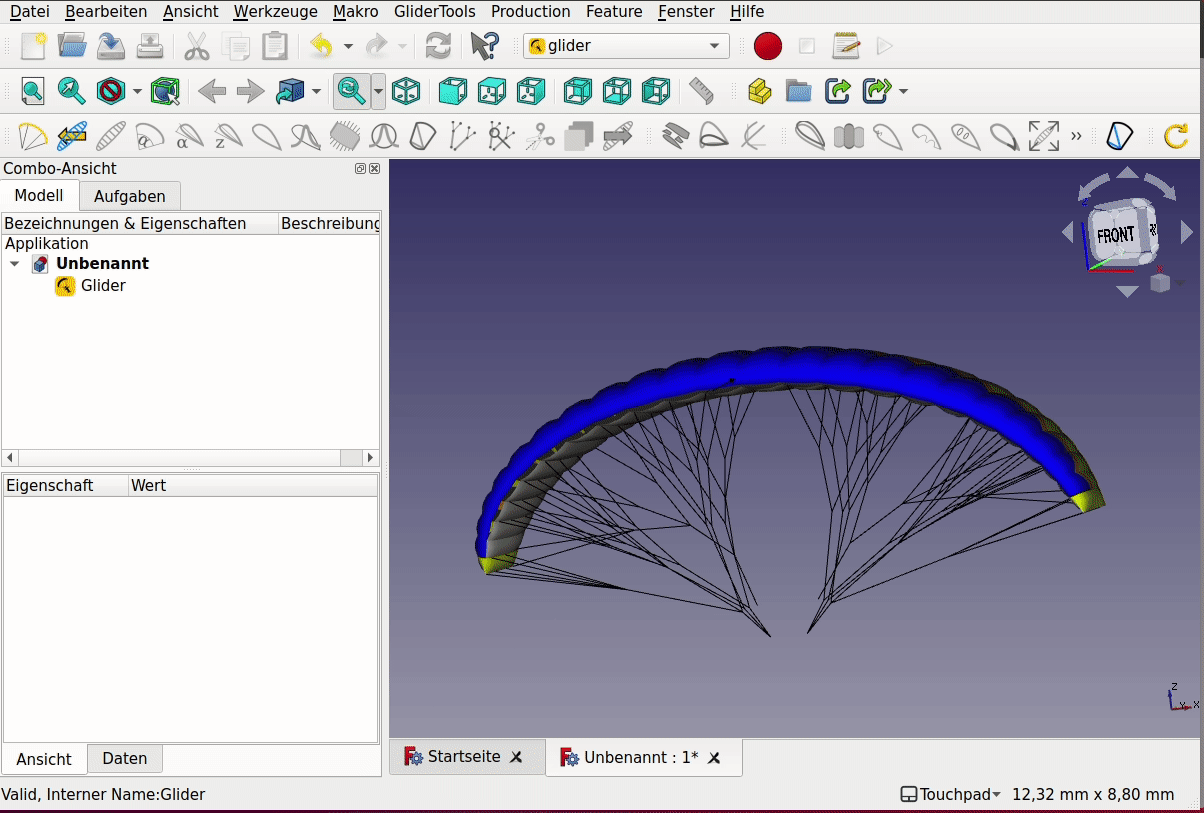 Datei Bearbeiten Ansicht Werkzeuge Makro GliderTools Production Feature Fenster Hilfe
glider
Combo-Ansicht
Modell Aufgaben
Bezeichnungen & Eigenschaften Beschreibung
Applikation
Unbenannt
Glider
FRONT
Eigenschaft Wert
Z
Y X
Ansicht Daten
Startseite Unbenannt : 1*
Valid, Interner Name:Glider Touchpad 12,32 mm x 8,80 mm